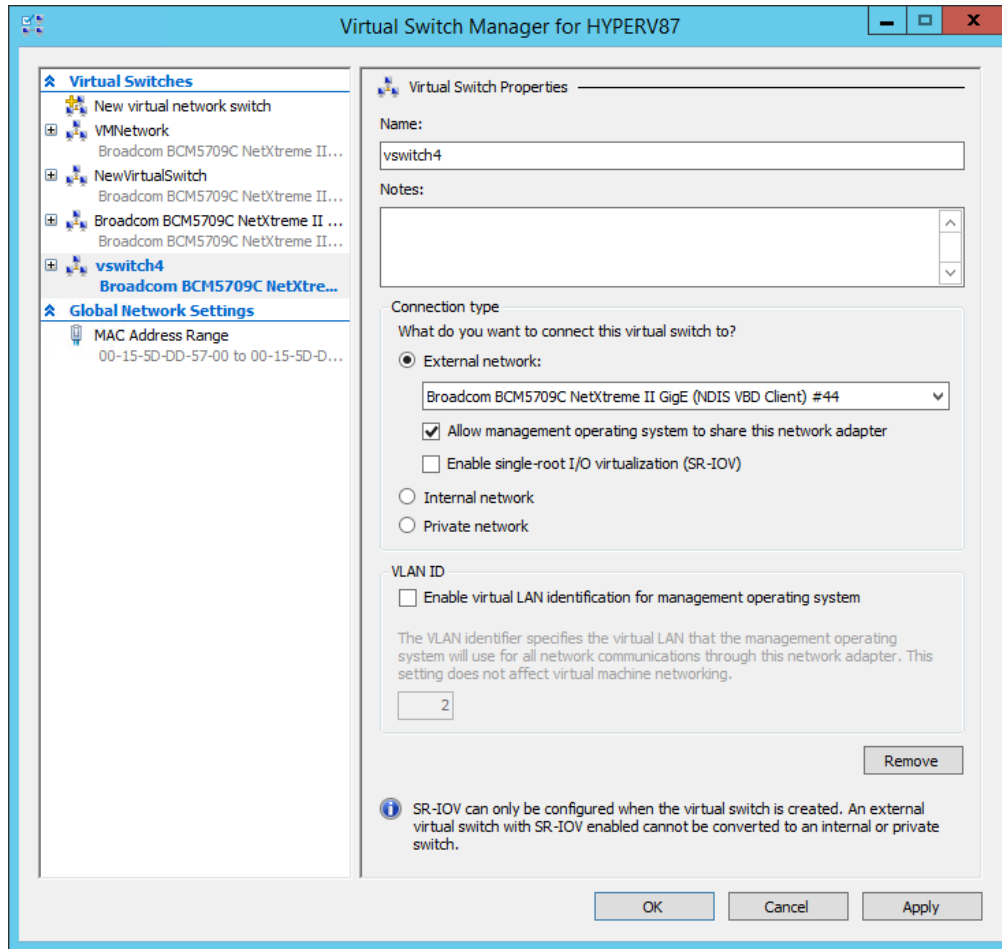 Virtual Switch Manager for HYPERV87
Virtual Switches
New virtual network switch
VMNetwork
Broadcom BCM5709C NetXtreme II...
NewVirtualSwitch
Broadcom BCM5709C NetXtreme II...
Broadcom BCM5709C NetXtreme II ...
Broadcom BCM5709C NetXtreme II...
vswitch4
Broadcom BCM5709C NetXtre...
Global Network Settings
MAC Address Range
00-15-5D-DD-57-00 to 00-15-5D-D...
Virtual Switch Properties
Name:
vswitch4
Notes:
Connection type
What do you want to connect this virtual switch to?
External network:
Broadcom BCM5709C NetXtreme II GigE (NDIS VBD Client) #44
Allow management operating system to share this network adapter
Enable single-root I/O virtualization (SR-IOV)
Internal network
Private network
VLAN ID
Enable virtual LAN identification for management operating system
The VLAN identifier specifies the virtual LAN that the management operating
system will use for all network communications through this network adapter. This
setting does not affect virtual machine networking.
2
Remove
SR-IOV can only be configured when the virtual switch is created. An external
virtual switch with SR-IOV enabled cannot be converted to an internal or private
switch.
OK
Cancel
Apply